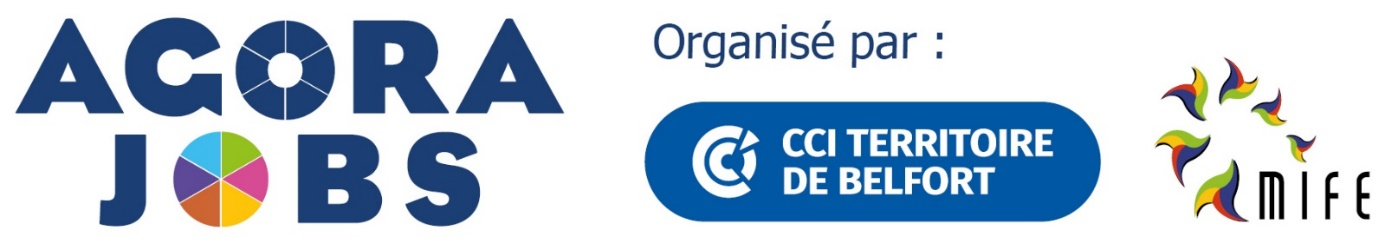 AGORA
JOBS
Organisé par :
CCI TERRITOIRE
DE BELFORT
MIFE